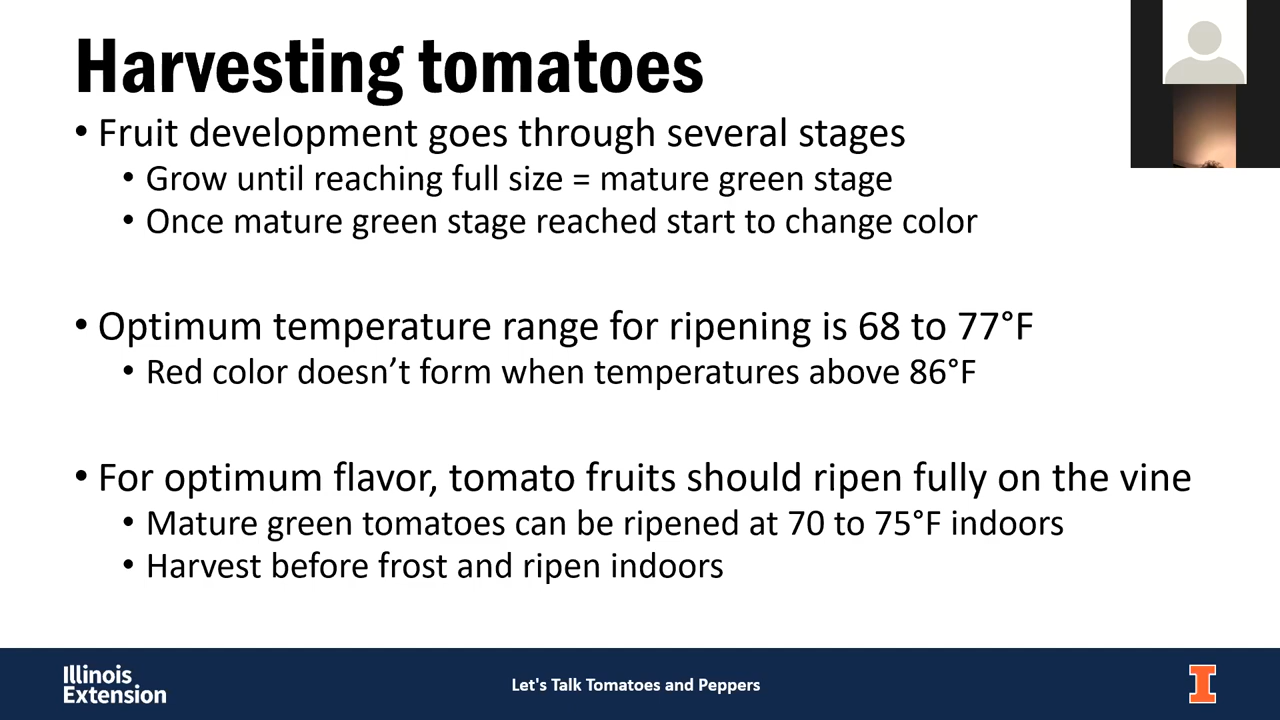 Harvesting tomatoes
• Fruit development goes through several stages
• Grow until reaching full size = mature green stage
• Once mature green stage reached start to change color
• Optimum temperature range for ripening is 68 to 77°F
• Red color doesn’t form when temperatures above 86°F
• For optimum flavor, tomato fruits should ripen fully on the vine
• Mature green tomatoes can be ripened at 70 to 75°F indoors
• Harvest before frost and ripen indoors
Illinois
Extension
Let's Talk Tomatoes and Peppers
I